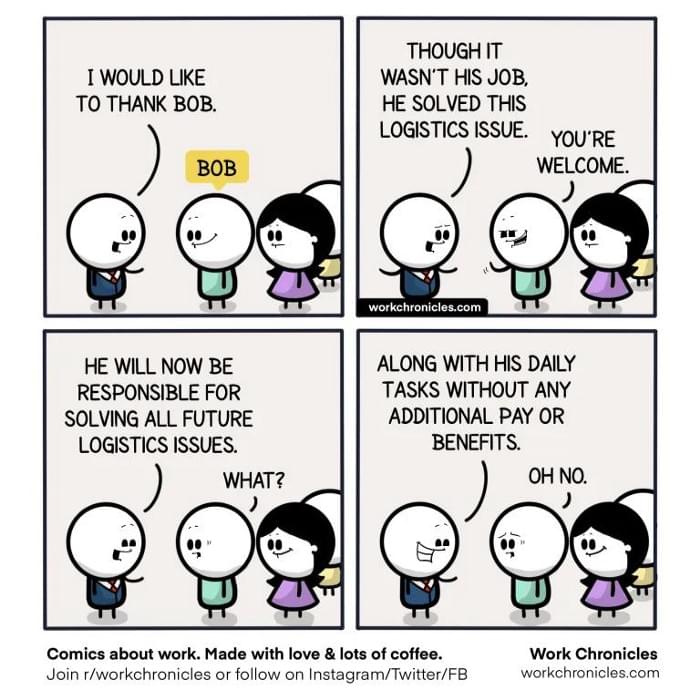 I WOULD LIKE
TO THANK BOB.
BOB
THOUGH IT
WASN'T HIS JOB,
HE SOLVED THIS
LOGISTICS ISSUE.
YOU'RE
WELCOME.
workchronicles.com
HE WILL NOW BE
RESPONSIBLE FOR
SOLVING ALL FUTURE
LOGISTICS ISSUES.
WHAT?
ALONG WITH HIS DAILY
TASKS WITHOUT ANY
ADDITIONAL PAY OR
BENEFITS.
OH NO.
Comics about work. Made with love & lots of coffee.
Join r/workchronicles or follow on Instagram/Twitter/FB
Work Chronicles
workchronicles.com